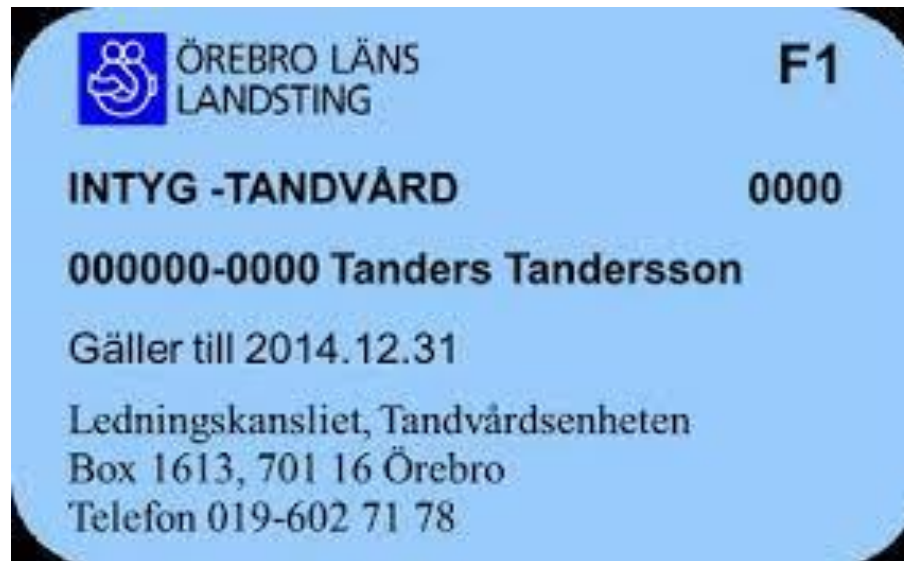 ÖREBRO LÄNS
LANDSTING
F1
INTYG -TANDVÅRD 0000
000000-0000 Tanders Tandersson
Gäller till 2014.12.31
Ledningskansliet, Tandvårdsenheten
Box 1613, 701 16 Örebro
Telefon 019-602 71 78